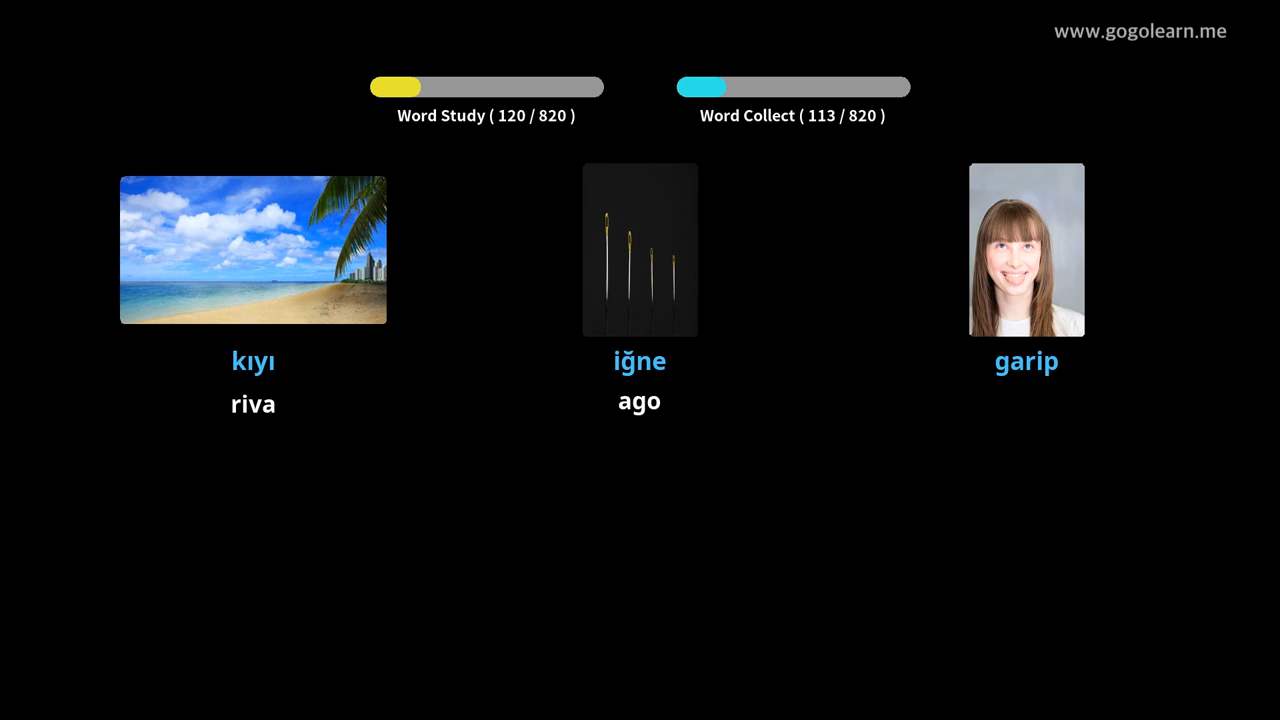 www.gogolearn.me
Word Study ( 120 / 820 )
Word Collect ( 113 / 820 )
kıyı
iğne
garip
riva
ago